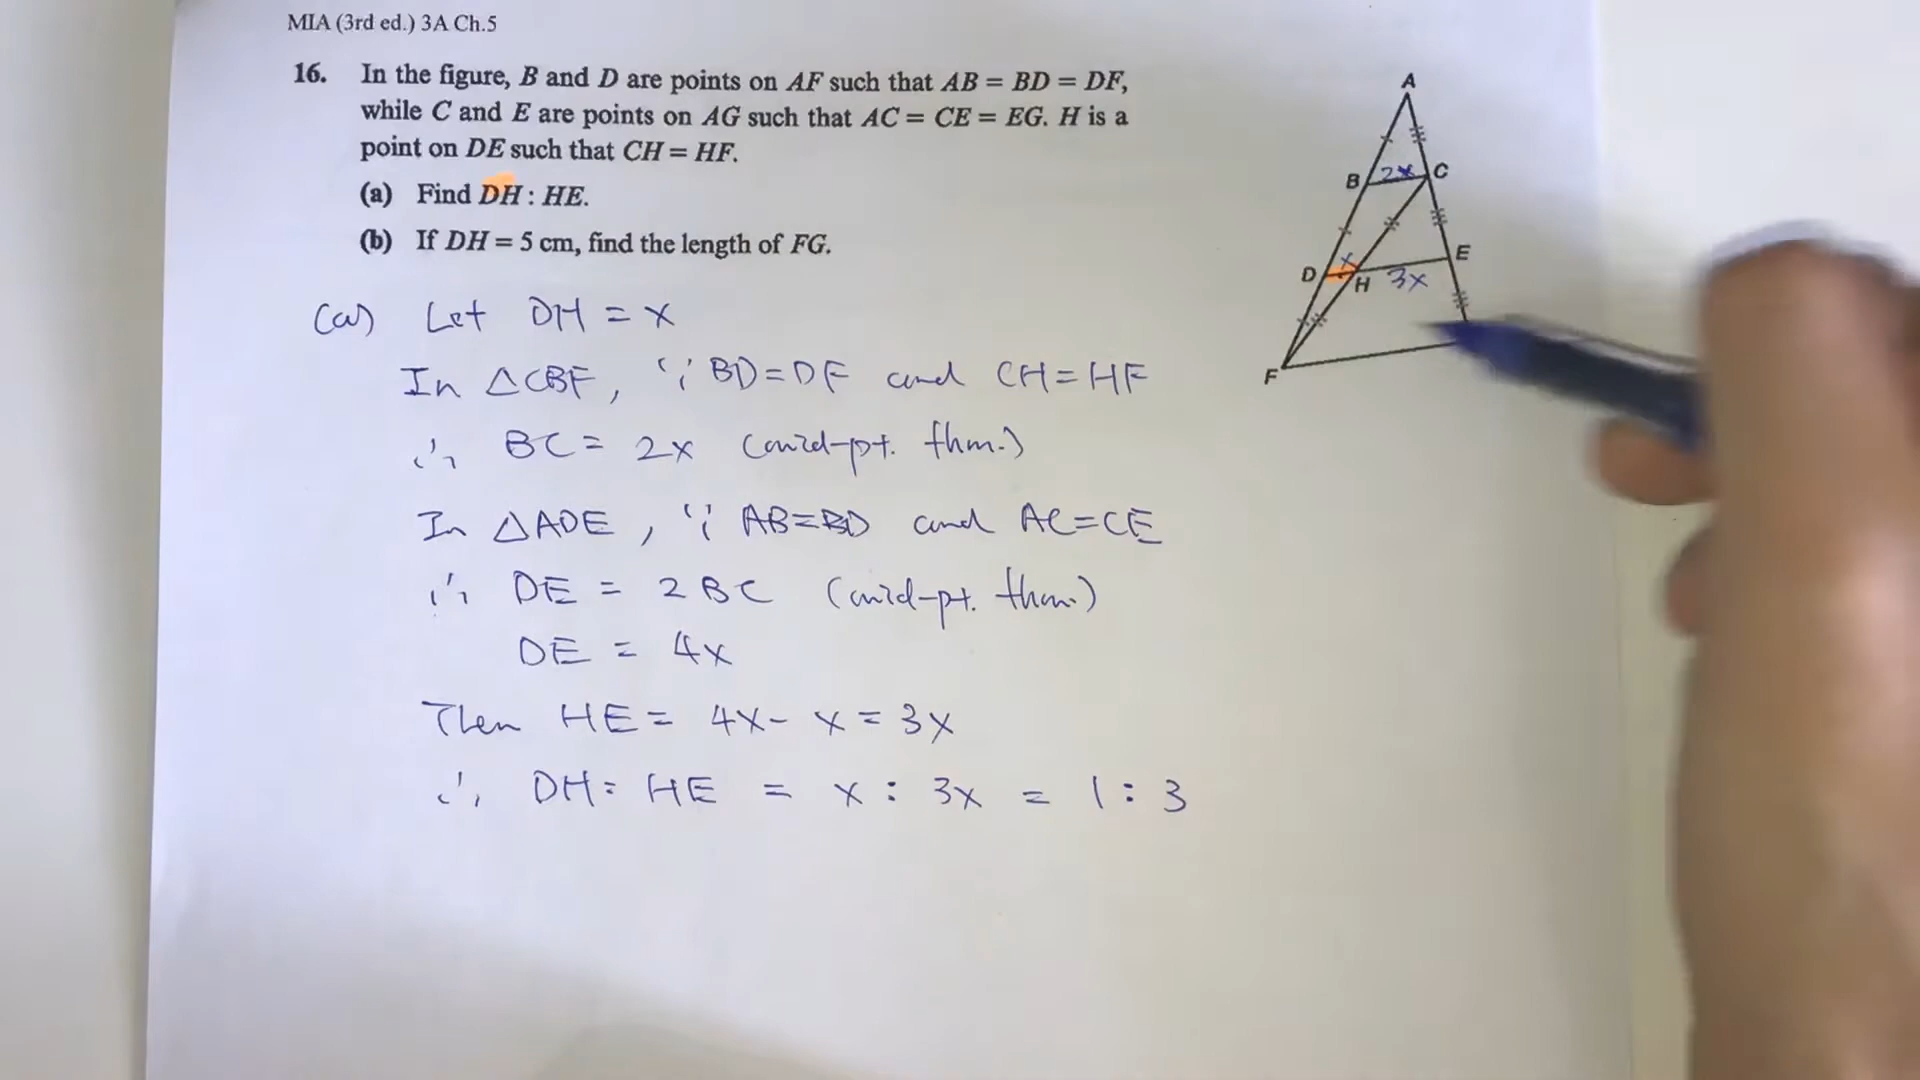 MIA (3rd ed.) 3A Ch.5
16. In the figure, B and D are points on AF such that AB = BD = DF,
while C and E are points on AG such that AC = CE = EG. H is a
point on DE such that CH = HF.
(a) Find DH : HE.
(b) If DH = 5 cm, find the length of FG.
A
B 2x C
D x H 3x E
F
(a) Let DH = x
In △CBF, ∵ BD = DF and CH = HF
∴ BC = 2x (mid-pt. thm.)
In △ADE, ∵ AB = BD and AC = CE
∴ DE = 2BC (mid-pt. thm.)
DE = 4x
Then HE = 4x - x = 3x
∴ DH : HE = x : 3x = 1 : 3